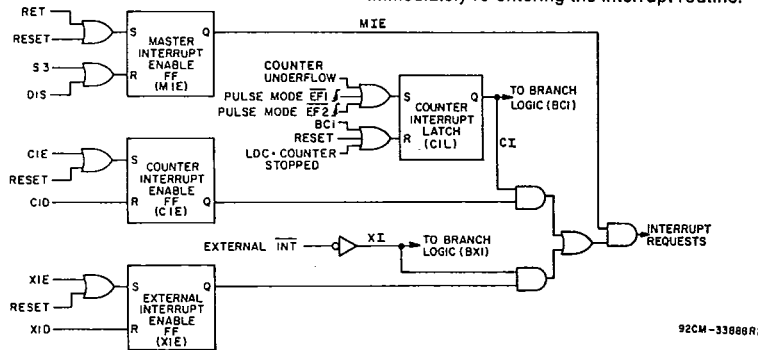 immediately re-entering the interrupt routine.
RET
RESET
S3
DIS
S
R
Q
MASTER
INTERRUPT
ENABLE
FF
(MIE)
MIE
COUNTER
UNDERFLOW
PULSE MODE EF1
PULSE MODE EF2
BCI
RESET
LDC • COUNTER
STOPPED
S
R
Q
COUNTER
INTERRUPT
LATCH
(CIL)
TO BRANCH
LOGIC (BCI)
CI
CIE
RESET
CID
S
R
Q
COUNTER
INTERRUPT
ENABLE
FF
(CIE)
EXTERNAL INT
XI
TO BRANCH
LOGIC (BXI)
INTERRUPT
REQUESTS
XIE
RESET
XID
S
R
Q
EXTERNAL
INTERRUPT
ENABLE
FF
(XIE)